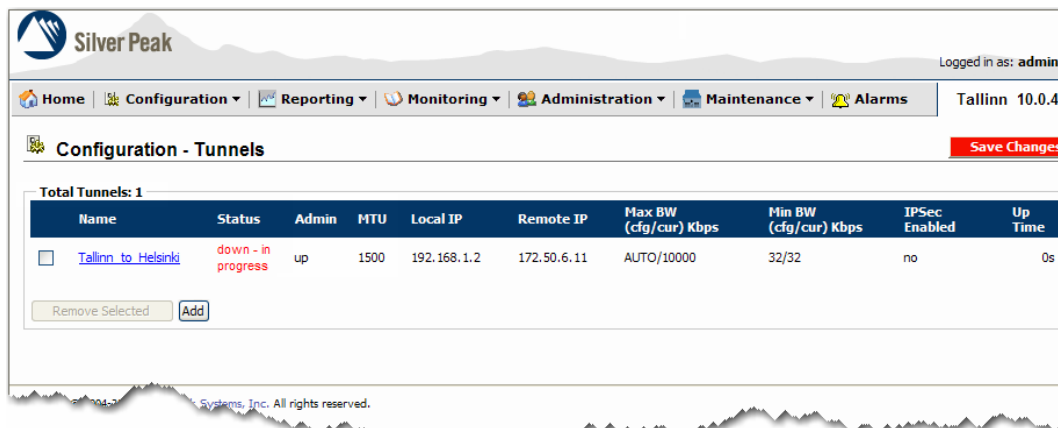 Silver Peak
Logged in as: admin
Home Configuration Reporting Monitoring Administration Maintenance Alarms Tallinn 10.0.4
Configuration - Tunnels
Save Changes
Total Tunnels: 1
Name Status Admin MTU Local IP Remote IP Max BW (cfg/cur) Kbps Min BW (cfg/cur) Kbps IPSec Enabled Up Time
Tallinn_to_Helsinki down - in progress up 1500 192.168.1.2 172.50.6.11 AUTO/10000 32/32 no 0s
Remove Selected Add
Systems, Inc. All rights reserved.